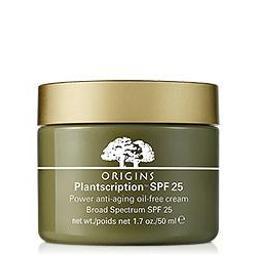 ORIGINS
Plantscription™ SPF 25
Power anti-aging oil-free cream
Broad Spectrum SPF 25
net wt./poids net 1.7 oz./50 ml ℮